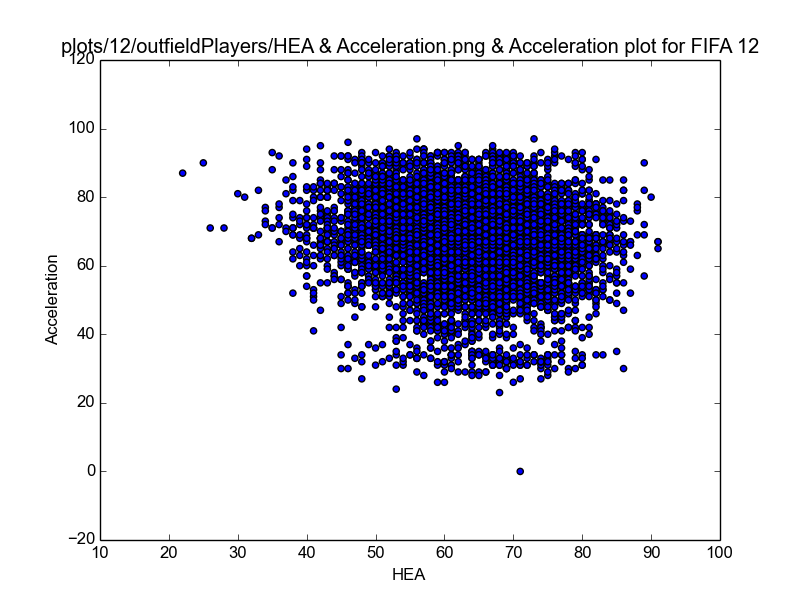 plots/12/outfieldPlayers/HEA & Acceleration.png & Acceleration plot for FIFA 12
120
100
80
60
40
20
0
−20
Acceleration
10 20 30 40 50 60 70 80 90 100
HEA